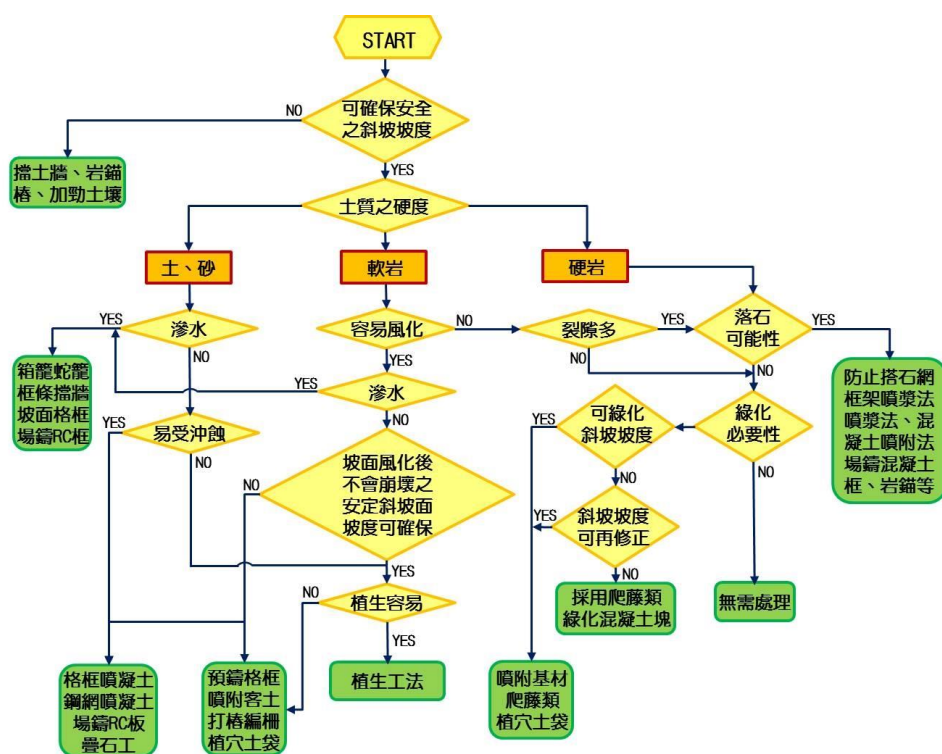 START
NO
可確保安全
之斜坡坡度
YES
擋土牆、岩錨
樁、加勁土壤
土質之硬度
土、砂
軟岩
硬岩
YES
滲水
NO
容易風化
NO
YES
裂隙多
YES
NO
落石
可能性
YES
NO
箱籠蛇籠
框條擋牆
坡面格框
場鑄RC框
YES
滲水
NO
防止搭石網
框架噴漿法
噴漿法、混
凝土噴附法
場鑄混凝土
框、岩錨等
YES
易受沖蝕
NO
YES
可綠化
斜坡坡度
NO
綠化
必要性
NO
坡面風化後
不會崩壞之
安定斜坡面
坡度可確保
NO
YES
YES
斜坡坡度
可再修正
NO
NO
植生容易
YES
採用爬藤類
綠化混凝土塊
無需處理
格框噴凝土
鋼網噴凝土
場鑄RC板
疊石工
預鑄格框
噴附客土
打樁編柵
植穴土袋
植生工法
噴附基材
爬藤類
植穴土袋